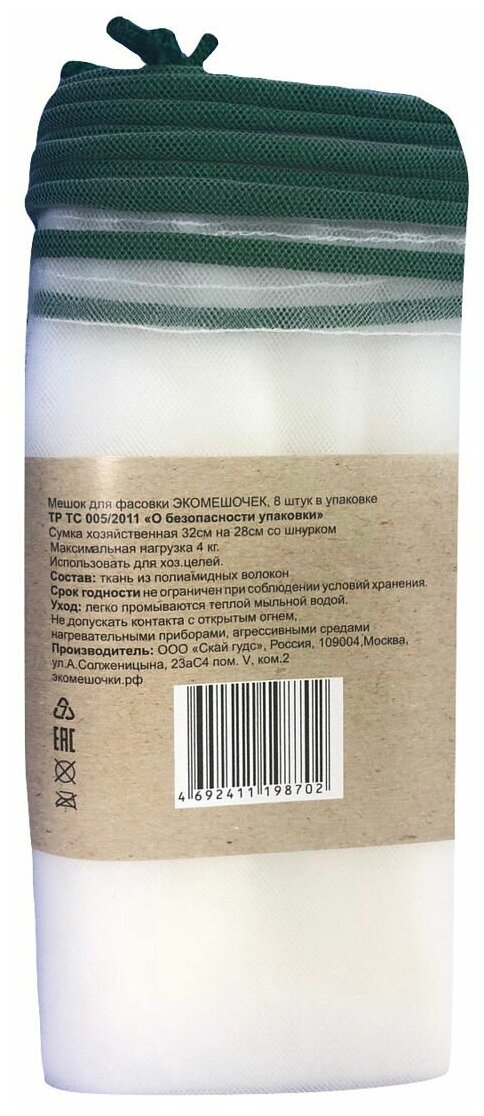 Мешок для фасовки ЭКОМЕШОЧЕК, 8 штук в упаковке
ТР ТС 005/2011 «О безопасности упаковки»
Сумка хозяйственная 32см на 28см со шнурком
Максимальная нагрузка 4 кг.
Использовать для хоз.целей.
Состав: ткань из полиамидных волокон
Срок годности не ограничен при соблюдении условий хранения.
Уход: легко промываются теплой мыльной водой.
Не допускать контакта с открытым огнем,
нагревательными приборами, агрессивными средами
Производитель: ООО «Скай гудс», Россия, 109004,Москва,
ул.А.Солженицына, 23аС4 пом. V, ком.2
экомешочки.рф
EAC
4 692411 198702